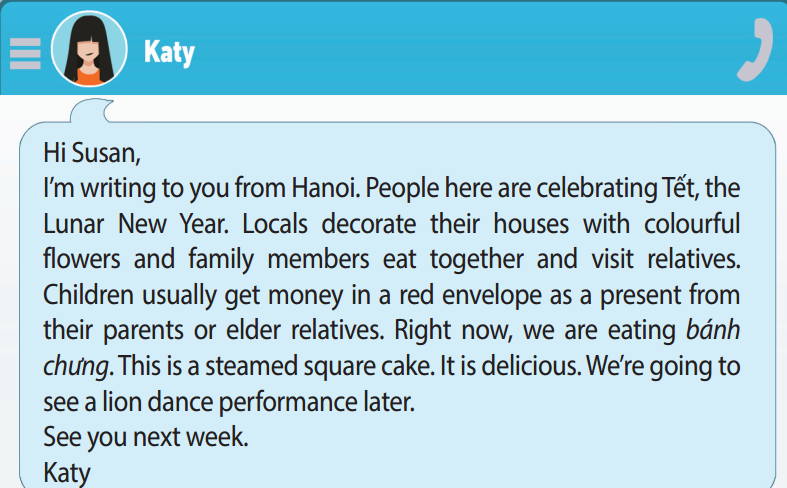 Katy
Hi Susan,
I’m writing to you from Hanoi. People here are celebrating Tết, the
Lunar New Year. Locals decorate their houses with colourful
flowers and family members eat together and visit relatives.
Children usually get money in a red envelope as a present from
their parents or elder relatives. Right now, we are eating bánh
chưng. This is a steamed square cake. It is delicious. We’re going to
see a lion dance performance later.
See you next week.
Katy